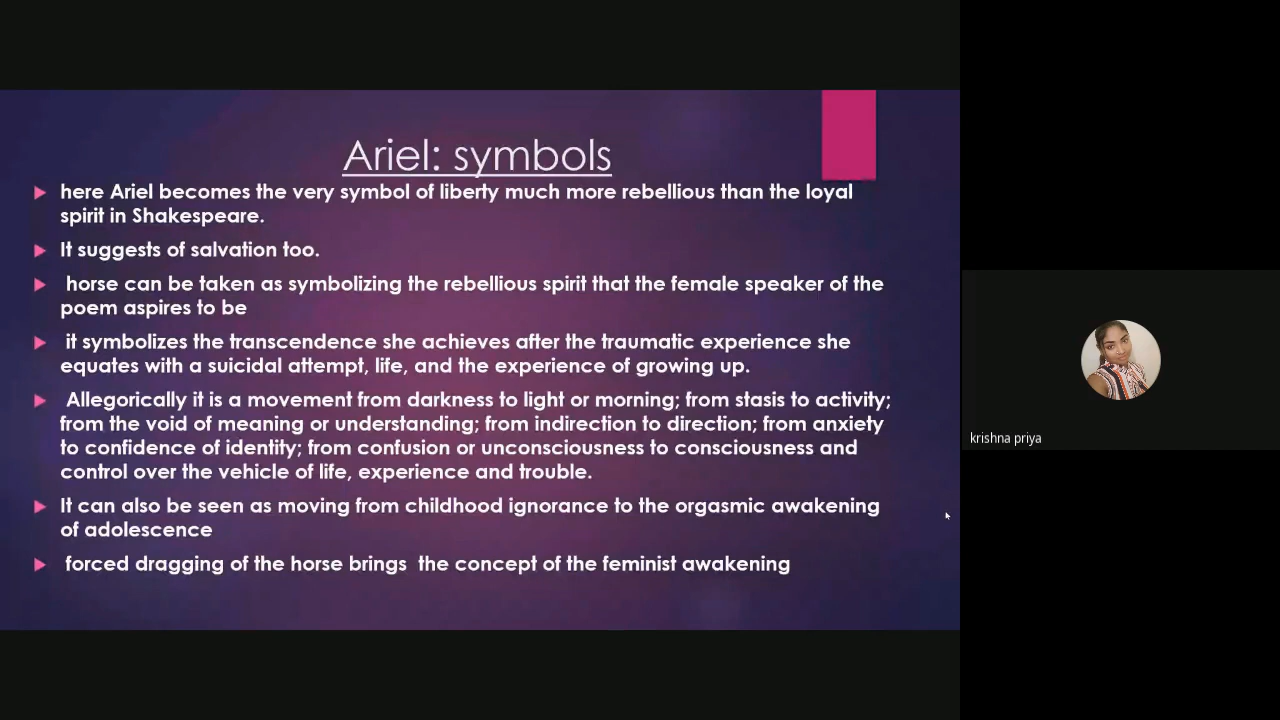 Ariel: symbols
here Ariel becomes the very symbol of liberty much more rebellious than the loyal
spirit in Shakespeare.
It suggests of salvation too.
horse can be taken as symbolizing the rebellious spirit that the female speaker of the
poem aspires to be
it symbolizes the transcendence she achieves after the traumatic experience she
equates with a suicidal attempt, life, and the experience of growing up.
Allegorically it is a movement from darkness to light or morning; from stasis to activity;
from the void of meaning or understanding; from indirection to direction; from anxiety
to confidence of identity; from confusion or unconsciousness to consciousness and
control over the vehicle of life, experience and trouble.
It can also be seen as moving from childhood ignorance to the orgasmic awakening
of adolescence
forced dragging of the horse brings  the concept of the feminist awakening
krishna priya